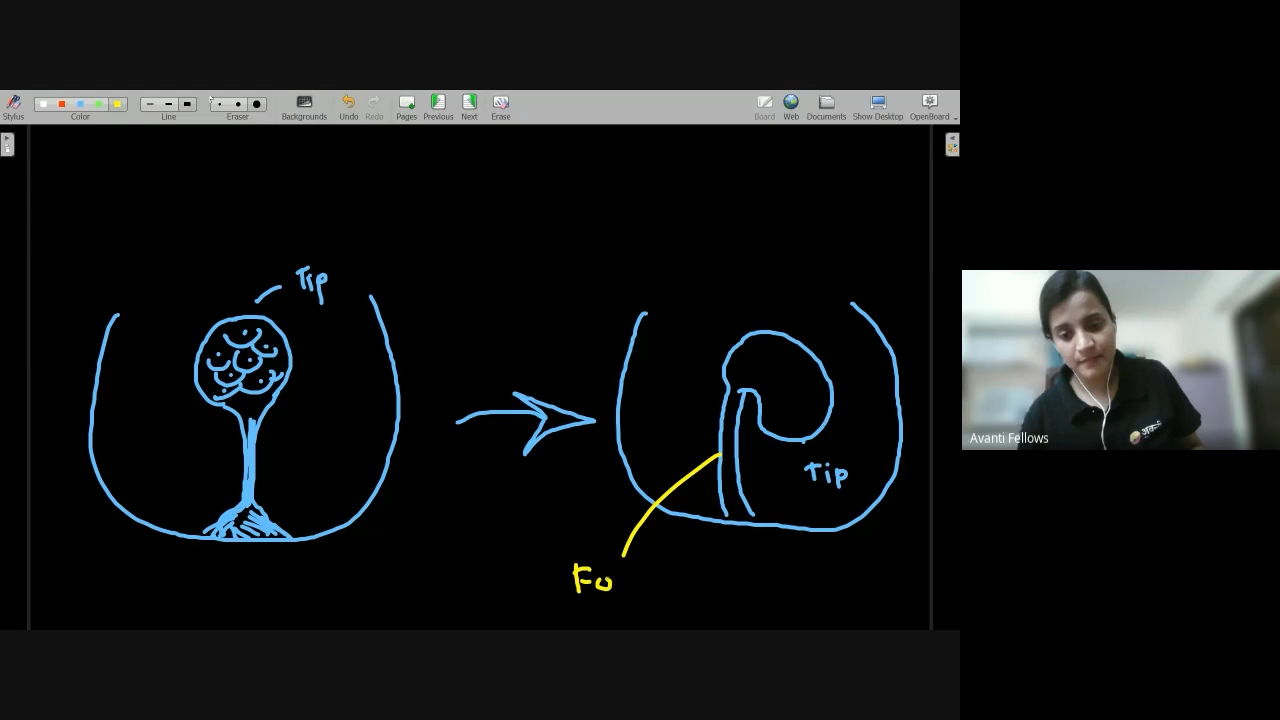 Stylus
Color
Line
Eraser
Backgrounds
Undo
Redo
Pages
Previous
Next
Erase
Board
Web
Documents
Show Desktop
OpenBoard
Tip
Tip
Fo
Avanti Fellows